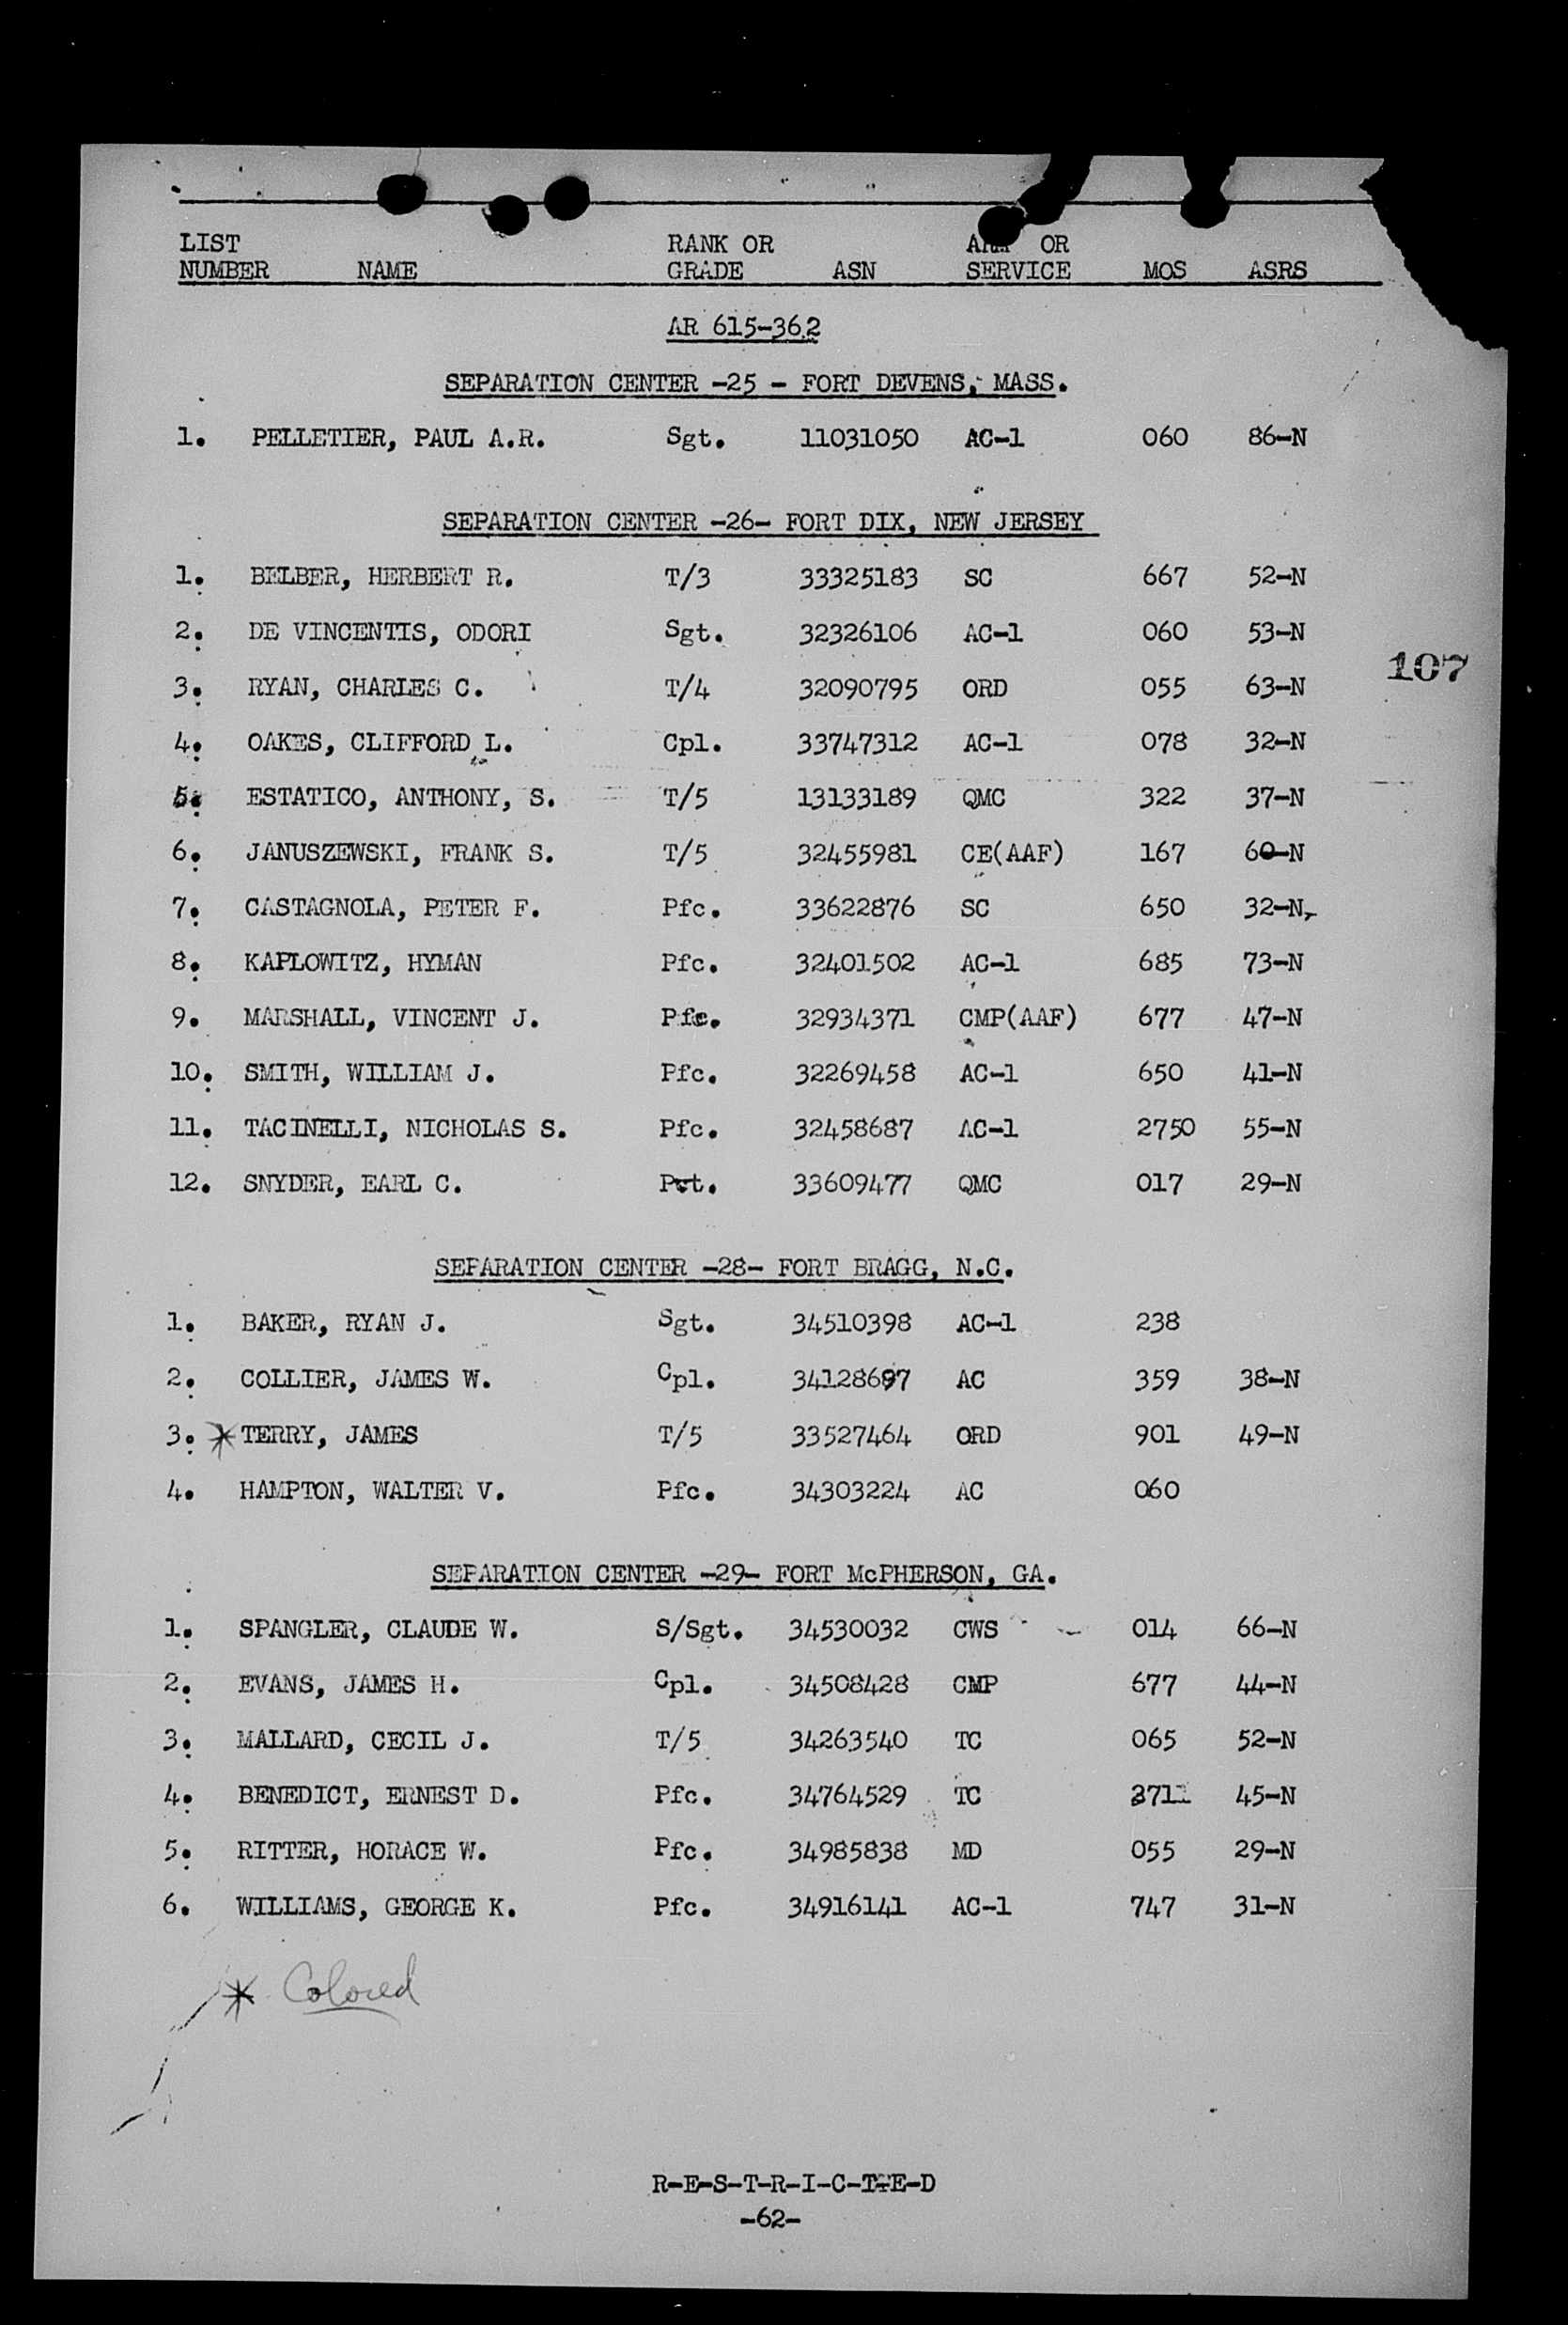 LIST RANK OR OR
NUMBER NAME GRADE ASN SERVICE MOS ASRS
AR 615-362
SEPARATION CENTER -25 - FORT DEVENS, MASS.
1. PELLETIER, PAUL A.R. Sgt. 11031050 AC-1 060 86-N
SEPARATION CENTER -26- FORT DIX, NEW JERSEY
1. BELBER, HERBERT R. T/3 33325183 SC 667 52-N
2. DE VINCENTIS, ODORI Sgt. 32326106 AC-1 060 53-N
107
3. RYAN, CHARLES C. T/4 32090795 ORD 055 63-N
4. OAKES, CLIFFORD L. Cpl. 33747312 AC-1 078 32-N
5. ESTATICO, ANTHONY, S. T/5 13133189 QMC 322 37-N
6. JANUSZEWSKI, FRANK S. T/5 32455981 CE(AAF) 167 60-N
7. CASTAGNOLA, PETER F. Pfc. 33622876 SC 650 32-N
8. KAPLOWITZ, HYMAN Pfc. 32401502 AC-1 685 73-N
9. MARSHALL, VINCENT J. Pfc. 32934371 CMP(AAF) 677 47-N
10. SMITH, WILLIAM J. Pfc. 32269458 AC-1 650 41-N
11. TACINELLI, NICHOLAS S. Pfc. 32458687 AC-1 2750 55-N
12. SNYDER, EARL C. Pvt. 33609477 QMC 017 29-N
SEPARATION CENTER -28- FORT BRAGG, N.C.
1. BAKER, RYAN J. Sgt. 34510398 AC-1 238
2. COLLIER, JAMES W. Cpl. 34128697 AC 359 38-N
3. * TERRY, JAMES T/5 33527464 ORD 901 49-N
4. HAMPTON, WALTER V. Pfc. 34303224 AC 060
SEPARATION CENTER -29- FORT McPHERSON, GA.
1. SPANGLER, CLAUDE W. S/Sgt. 34530032 CWS 014 66-N
2. EVANS, JAMES H. Cpl. 34508428 CMP 677 44-N
3. MALLARD, CECIL J. T/5 34263540 TC 065 52-N
4. BENEDICT, ERNEST D. Pfc. 34764529 TC 45-N
5. RITTER, HORACE W. Pfc. 34985838 MD 055 29-N
6. WILLIAMS, GEORGE K. Pfc. 34916141 AC-1 747 31-N
* Colored
R-E-S-T-R-I-C-T-E-D
-62-